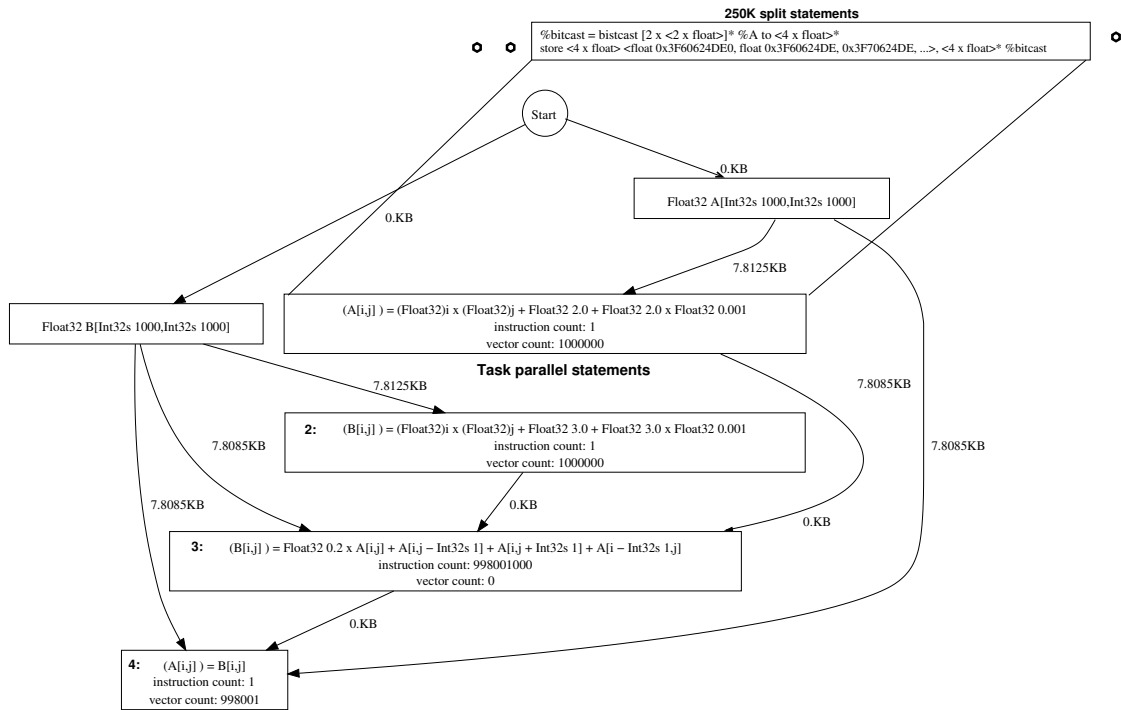 250K split statements
%bitcast = bistcast [2 x <2 x float>]* %A to <4 x float>*
store <4 x float> <float 0x3F60624DE0, float 0x3F60624DE, 0x3F70624DE, ...>, <4 x float>* %bitcast
Start
0.KB
Float32 A[Int32s 1000,Int32s 1000]
0.KB
7.8125KB
(A[i,j] ) = (Float32)i x (Float32)j + Float32 2.0 + Float32 2.0 x Float32 0.001
instruction count: 1
vector count: 1000000
Float32 B[Int32s 1000,Int32s 1000]
Task parallel statements
7.8125KB
7.8085KB
2: (B[i,j] ) = (Float32)i x (Float32)j + Float32 3.0 + Float32 3.0 x Float32 0.001
instruction count: 1
vector count: 1000000
7.8085KB
7.8085KB
7.8085KB
0.KB
0.KB
3: (B[i,j] ) = Float32 0.2 x A[i,j] + A[i,j − Int32s 1] + A[i,j + Int32s 1] + A[i − Int32s 1,j]
instruction count: 998001000
vector count: 0
0.KB
4: (A[i,j] ) = B[i,j]
instruction count: 1
vector count: 998001